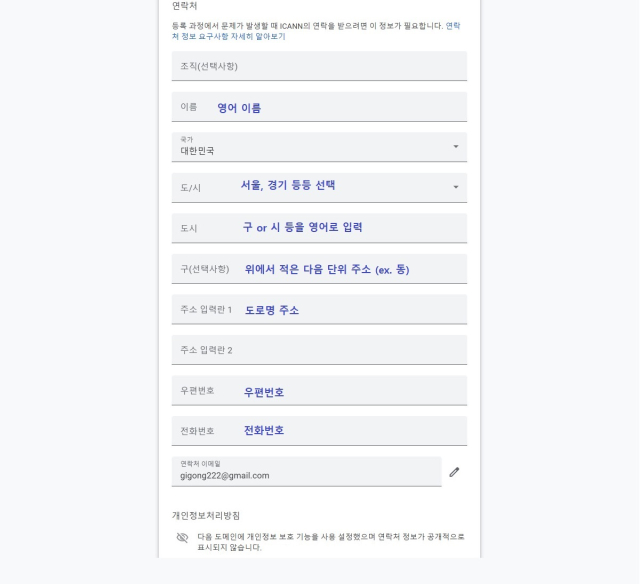 연락처
등록 과정에서 문제가 발생할 때 ICANN의 연락을 받으려면 이 정보가 필요합니다. 연락
처 정보 요구사항 자세히 알아보기
조직(선택사항)
이름 영어 이름
국가
대한민국
도/시 서울, 경기 등등 선택
도시 구 or 시 등을 영어로 입력
구(선택사항) 위에서 적은 다음 단위 주소 (ex. 동)
주소 입력란 1 도로명 주소
주소 입력란 2
우편번호 우편번호
전화번호 전화번호
연락처 이메일
gigong222@gmail.com
개인정보처리방침
다음 도메인에 개인정보 보호 기능을 사용 설정했으며 연락처 정보가 공개적으로
표시되지 않습니다.